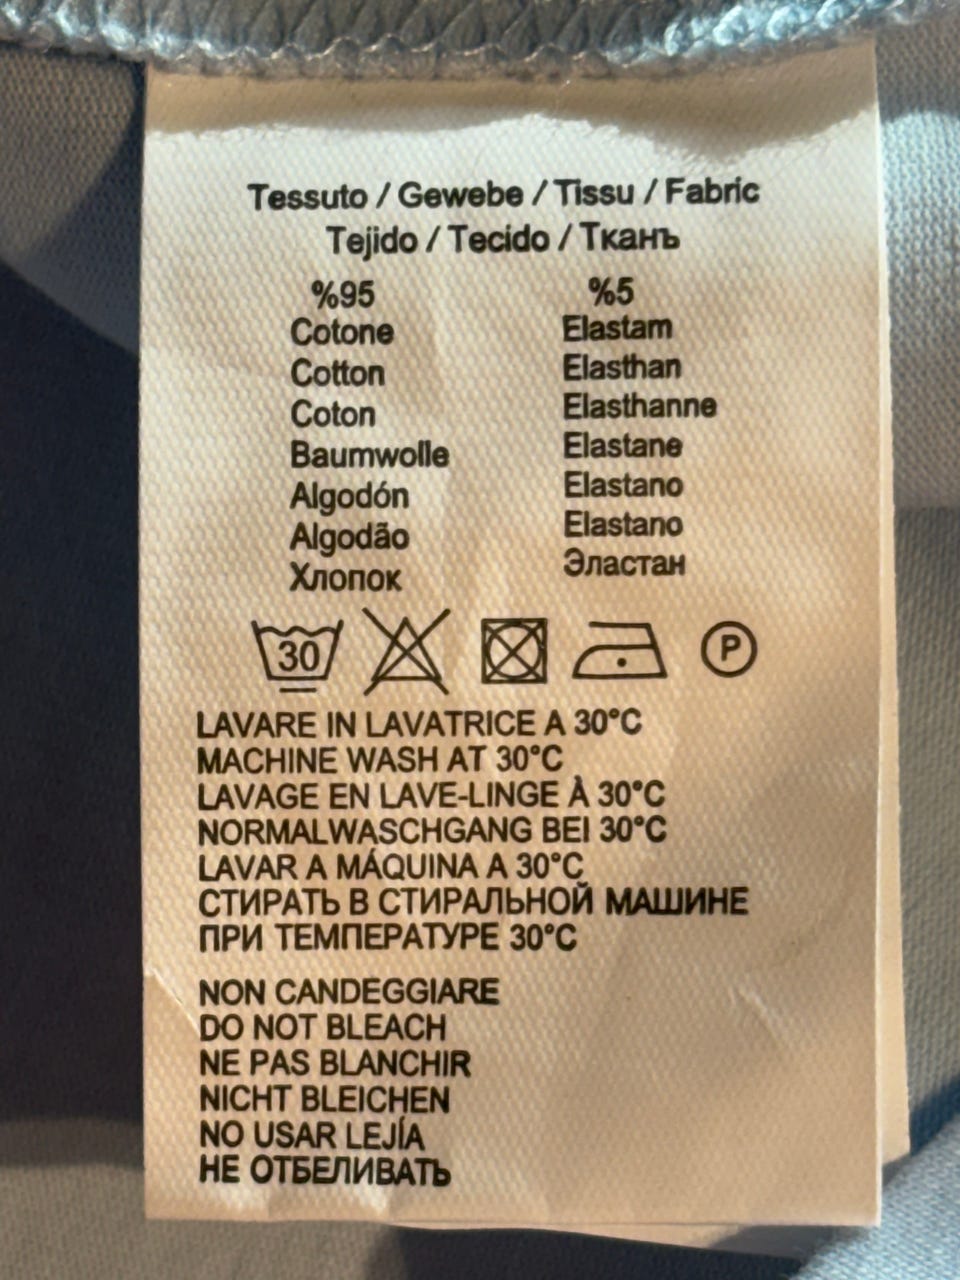 Tessuto / Gewebe / Tissu / Fabric
Tejido / Tecido / Ткань
%95 %5
Cotone Elastam
Cotton Elasthan
Coton Elasthanne
Baumwolle Elastane
Algodón Elastano
Algodão Elastano
Хлопок Эластан
30 P
LAVARE IN LAVATRICE A 30°C
MACHINE WASH AT 30°C
LAVAGE EN LAVE-LINGE À 30°C
NORMALWASCHGANG BEI 30°C
LAVAR A MÁQUINA A 30°C
СТИРАТЬ В СТИРАЛЬНОЙ МАШИНЕ
ПРИ ТЕМПЕРАТУРЕ 30°C
NON CANDEGGIARE
DO NOT BLEACH
NE PAS BLANCHIR
NICHT BLEICHEN
NO USAR LEJÍA
НЕ ОТБЕЛИВАТЬ